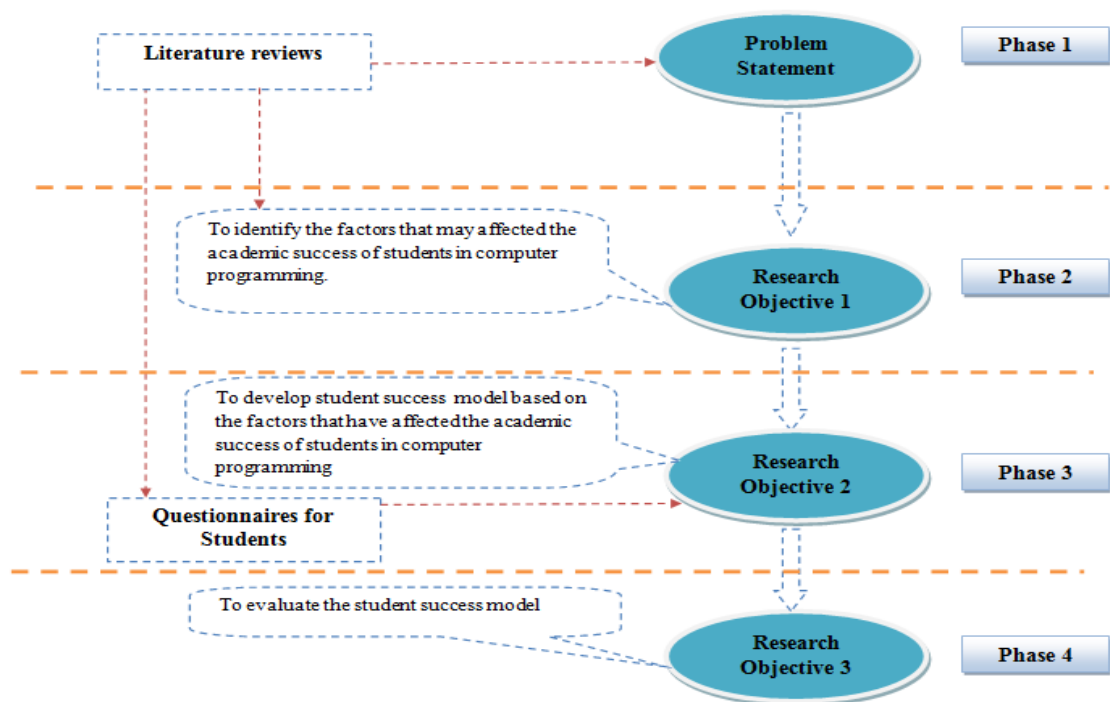 Literature reviews
Problem
Statement
Phase 1
To identify the factors that may affected the
academic success of students in computer
programming.
Research
Objective 1
Phase 2
To develop student success model based on
the factors that have affected the academic
success of students in computer
programming
Research
Objective 2
Phase 3
Questionnaires for
Students
To evaluate the student success model
Research
Objective 3
Phase 4